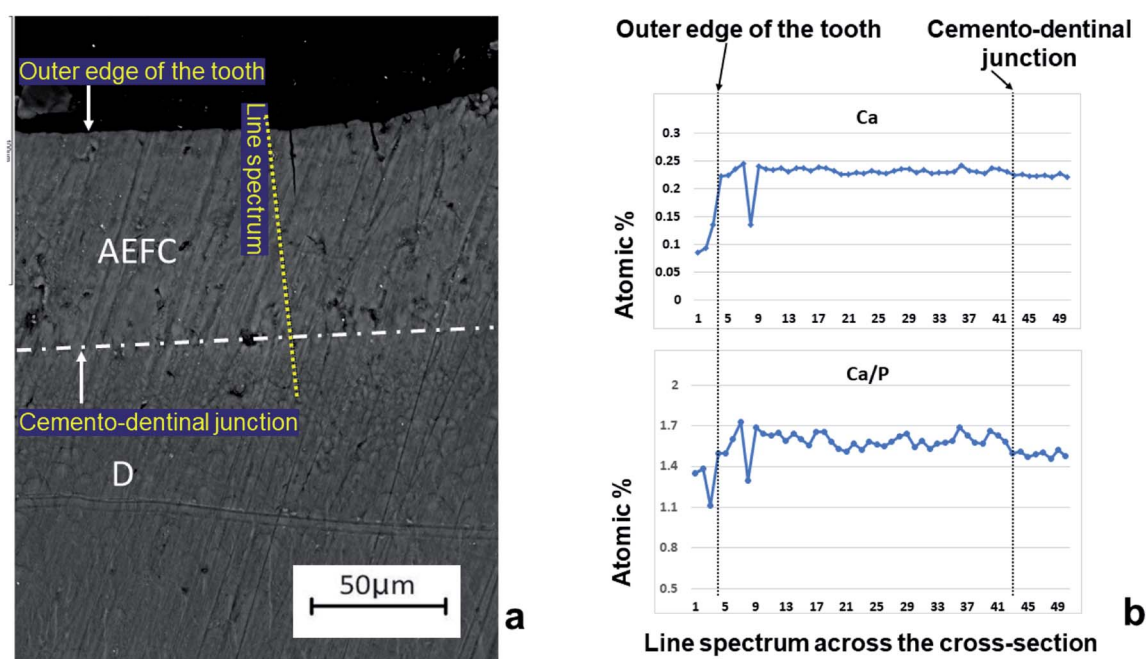 Outer edge of the tooth
Line spectrum
AEFC
Cemento-dentinal junction
D
50µm
a
Outer edge of the tooth
Cemento-dentinal
junction
Ca
Atomic %
0.3
0.25
0.2
0.15
0.1
0.05
0
1 5 9 13 17 21 25 29 33 37 41 45 49
Ca/P
Atomic %
2
1.7
1.4
1.1
0.8
0.5
1 5 9 13 17 21 25 29 33 37 41 45 49
Line spectrum across the cross-section
b